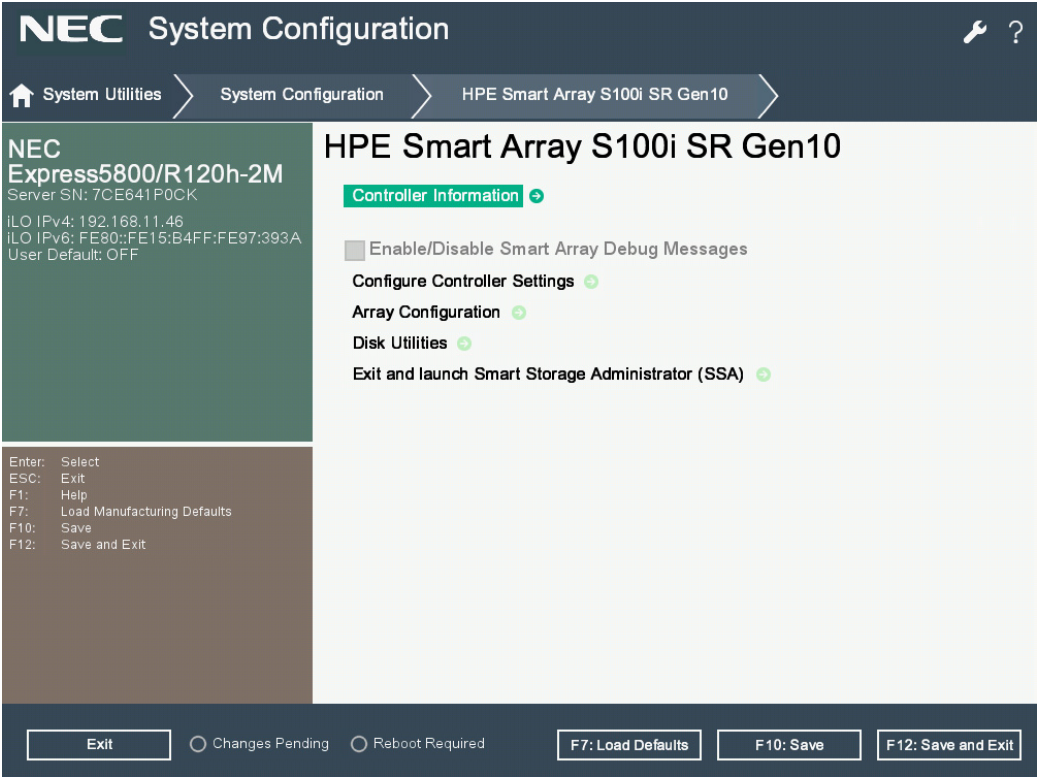 NEC System Configuration
?
System Utilities
System Configuration
HPE Smart Array S100i SR Gen10
NEC
Express5800/R120h-2M
Server SN: 7CE641P0CK
iLO IPv4: 192.168.11.46
iLO IPv6: FE80::FE15:B4FF:FE97:393A
User Default: OFF
HPE Smart Array S100i SR Gen10
Controller Information
Enable/Disable Smart Array Debug Messages
Configure Controller Settings
Array Configuration
Disk Utilities
Exit and launch Smart Storage Administrator (SSA)
Enter: Select
ESC: Exit
F1: Help
F7: Load Manufacturing Defaults
F10: Save
F12: Save and Exit
Exit
Changes Pending
Reboot Required
F7: Load Defaults
F10: Save
F12: Save and Exit